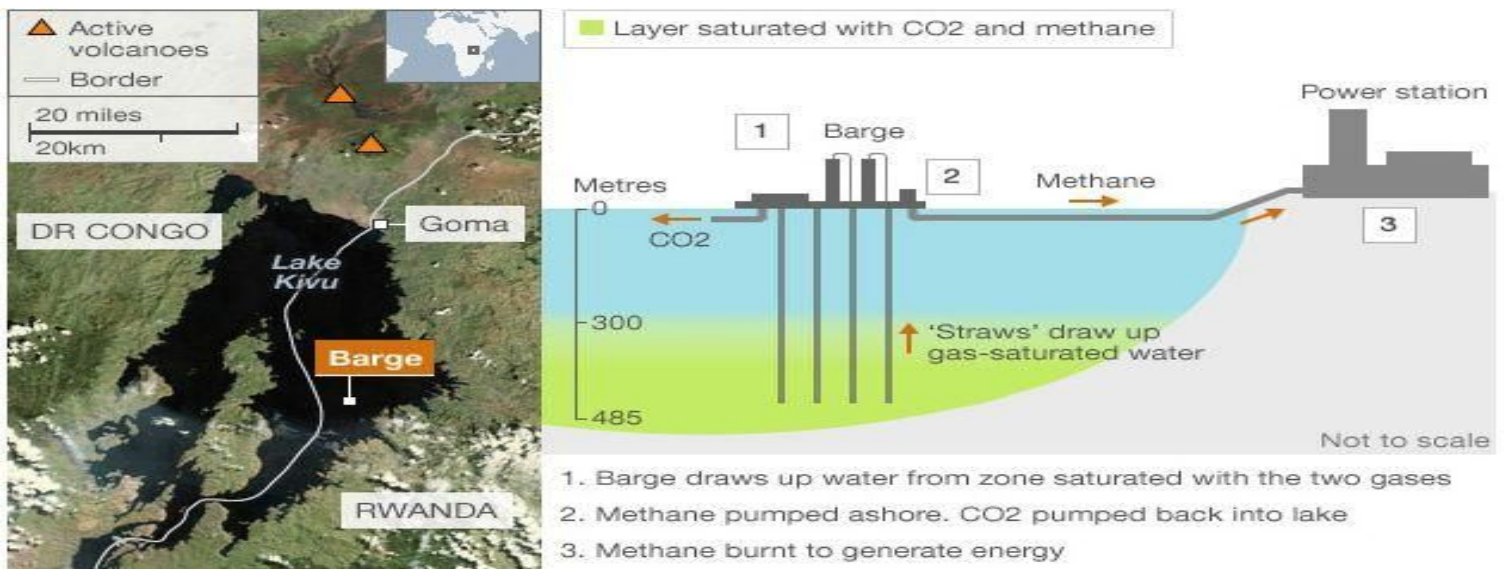 Active
volcanoes
Border
20 miles
20km
DR CONGO
Goma
Lake
Kivu
Barge
RWANDA
Layer saturated with CO2 and methane
Power station
1
Barge
2
Methane
Metres
0
CO2
3
300
'Straws' draw up
gas-saturated water
485
Not to scale
1. Barge draws up water from zone saturated with the two gases
2. Methane pumped ashore. CO2 pumped back into lake
3. Methane burnt to generate energy